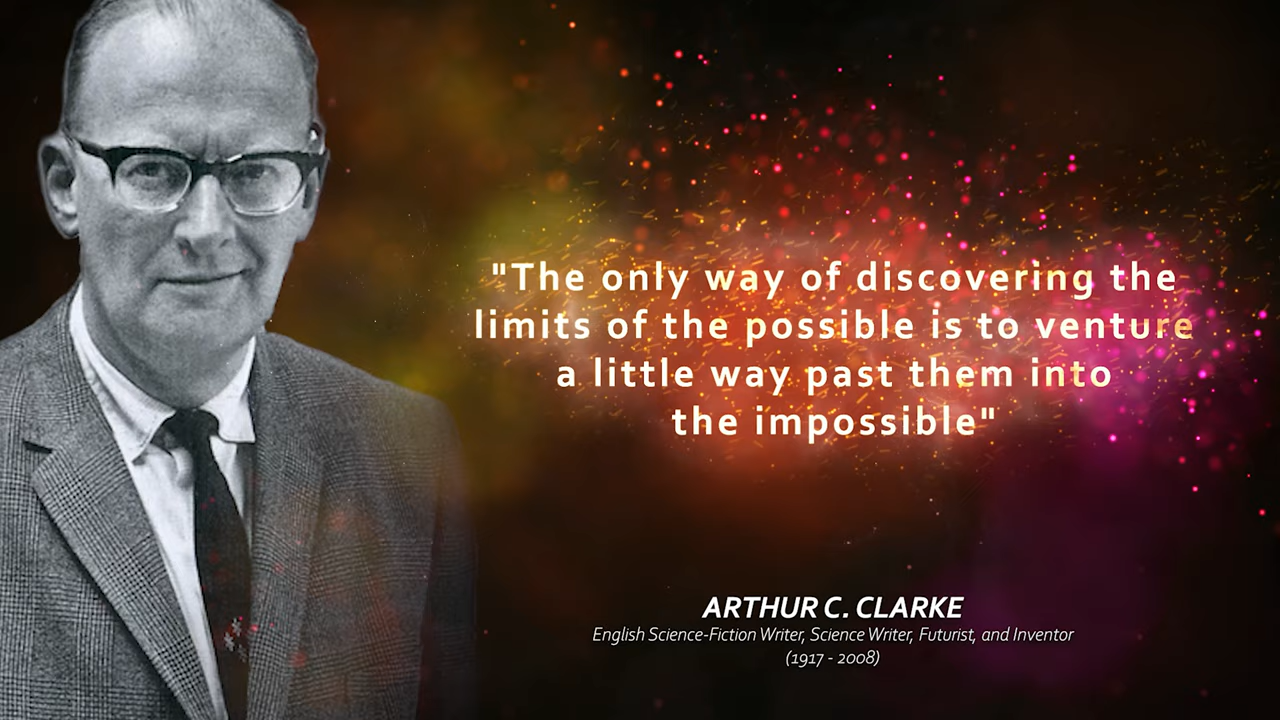 "The only way of discovering the
limits of the possible is to venture
a little way past them into
the impossible"
ARTHUR C. CLARKE
English Science-Fiction Writer, Science Writer, Futurist, and Inventor
(1917 - 2008)